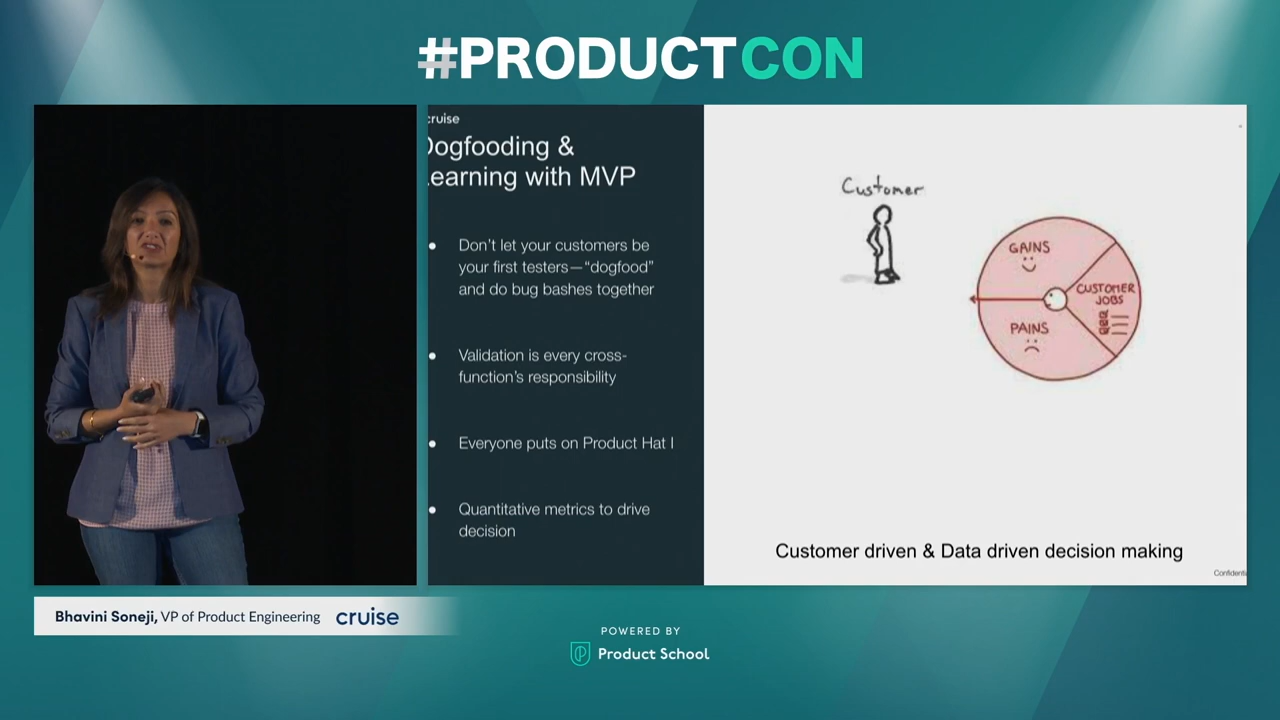 #PRODUCTCON
cruise
Dogfooding &
Learning with MVP
• Don't let your customers be
your first testers—“dogfood”
and do bug bashes together
• Validation is every cross-
function's responsibility
• Everyone puts on Product Hat !
• Quantitative metrics to drive
decision
Customer
GAINS
CUSTOMER
JOBS
PAINS
Customer driven & Data driven decision making
Bhavini Soneji, VP of Product Engineering cruise
POWERED BY
Product School